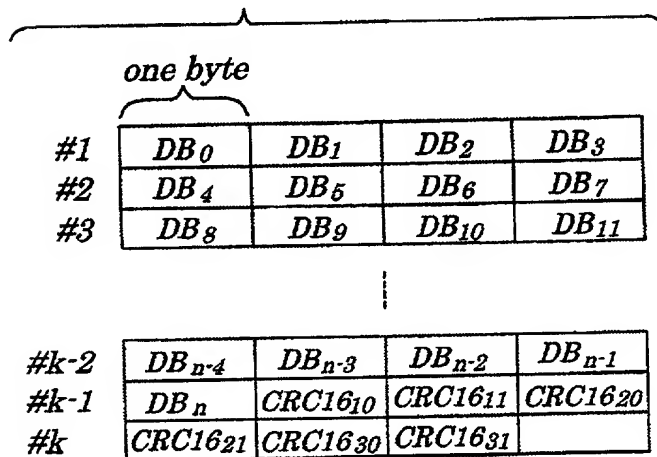 one byte
#1 DB0 DB1 DB2 DB3
#2 DB4 DB5 DB6 DB7
#3 DB8 DB9 DB10 DB11
#k-2 DBn-4 DBn-3 DBn-2 DBn-1
#k-1 DBn CRC1610 CRC1611 CRC1620
#k CRC1621 CRC1630 CRC1631